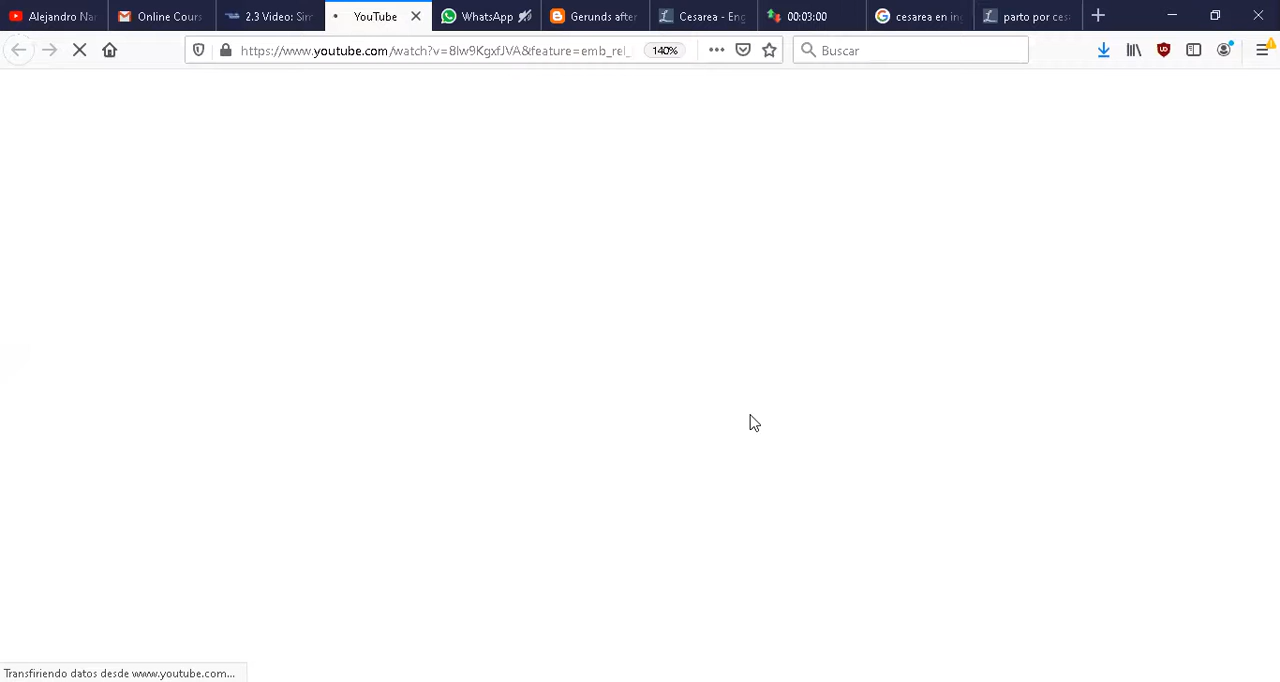 Alejandro Na
Online Cours
2.3 Video: Sim
YouTube
WhatsApp
Gerunds after
Cesarea - Eng
00:03:00
cesarea en in
parto por ces
https://www.youtube.com/watch?v=8lw9KgxfJVA&feature=emb_rel_
140%
Buscar
Transfiriendo datos desde www.youtube.com...